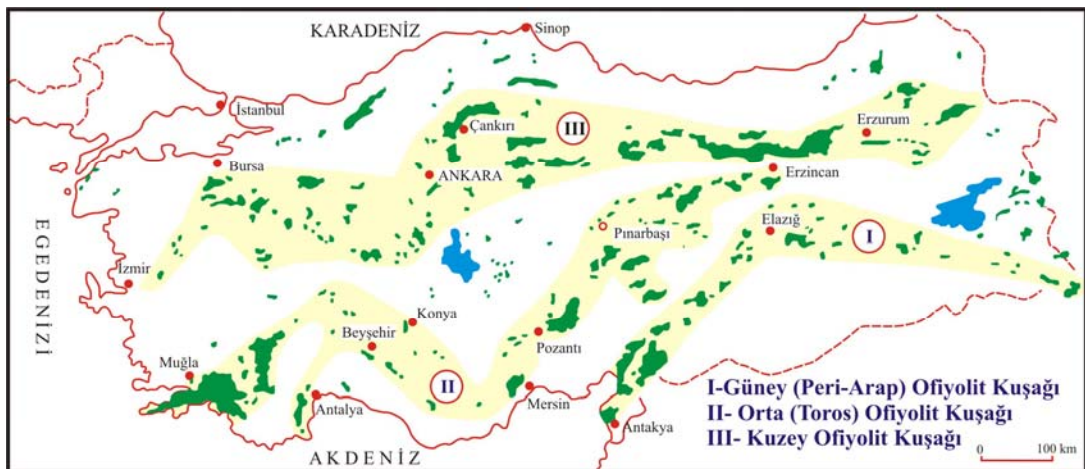 KARADENİZ
Sinop
İstanbul
Çankırı
III
Erzurum
Bursa
ANKARA
Erzincan
EGEDENİZİ
Pınarbaşı
Elazığ
I
İzmir
Konya
Beyşehir
Pozantı
Muğla
II
Antalya
Mersin
Antakya
AKDENİZ
I-Güney (Peri-Arap) Ofiyolit Kuşağı
II- Orta (Toros) Ofiyolit Kuşağı
III- Kuzey Ofiyolit Kuşağı
0 100 km